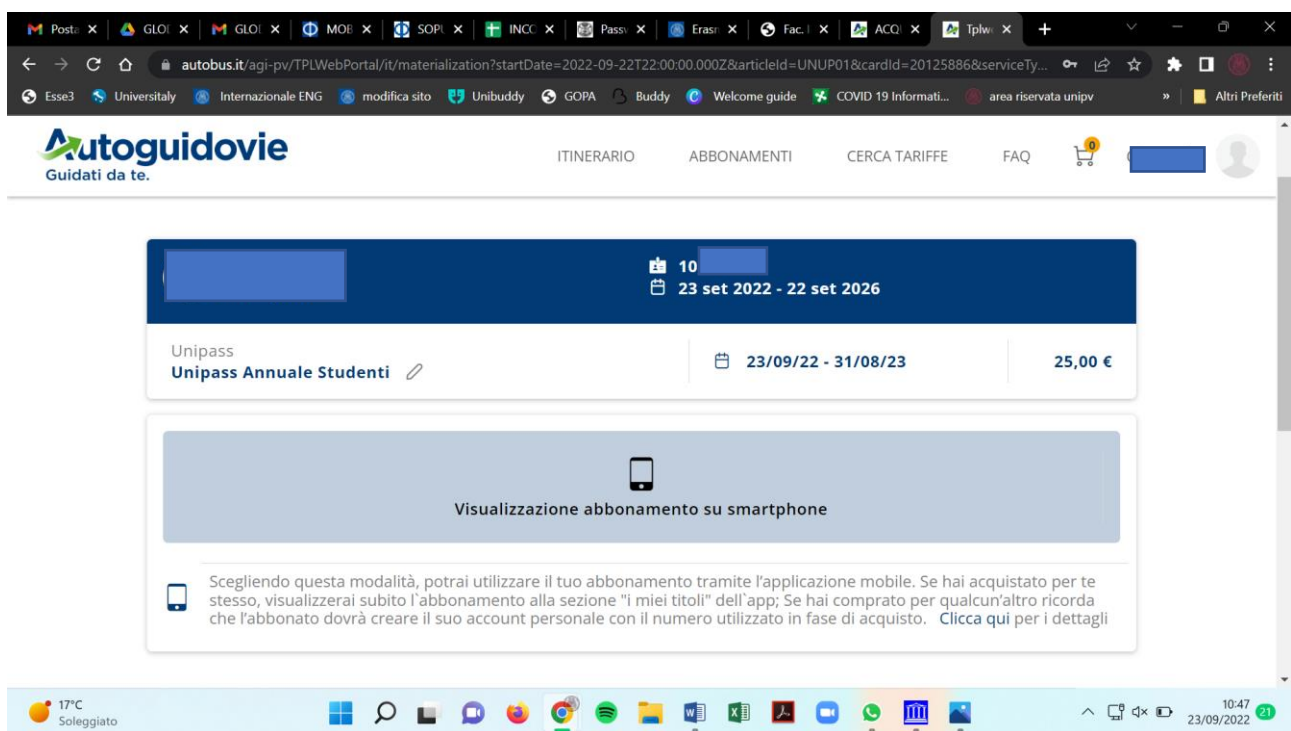 Posta
GLOI
GLOI
MOB
SOPL
INCC
Passv
Erasn
Fac. I
ACQI
Tplw
autobus.it/agi-pv/TPLWebPortal/it/materialization?startDate=2022-09-22T22:00:00.000Z&articleId=UNUP01&cardId=20125886&serviceTy...
Esse3 Universitaly Internazionale ENG modifica sito Unibuddy GOPA Buddy Welcome guide COVID 19 Informati... area riservata unipv » Altri Preferiti
Autoguidovie
Guidati da te.
ITINERARIO ABBONAMENTI CERCA TARIFFE FAQ 0
10
23 set 2022 - 22 set 2026
Unipass
Unipass Annuale Studenti
23/09/22 - 31/08/23
25,00 €
Visualizzazione abbonamento su smartphone
Scegliendo questa modalità, potrai utilizzare il tuo abbonamento tramite l'applicazione mobile. Se hai acquistato per te
stesso, visualizzerai subito l`abbonamento alla sezione "i miei titoli" dell`app; Se hai comprato per qualcun'altro ricorda
che l'abbonato dovrà creare il suo account personale con il numero utilizzato in fase di acquisto. Clicca qui per i dettagli
17°C
Soleggiato
10:47
23/09/2022
21